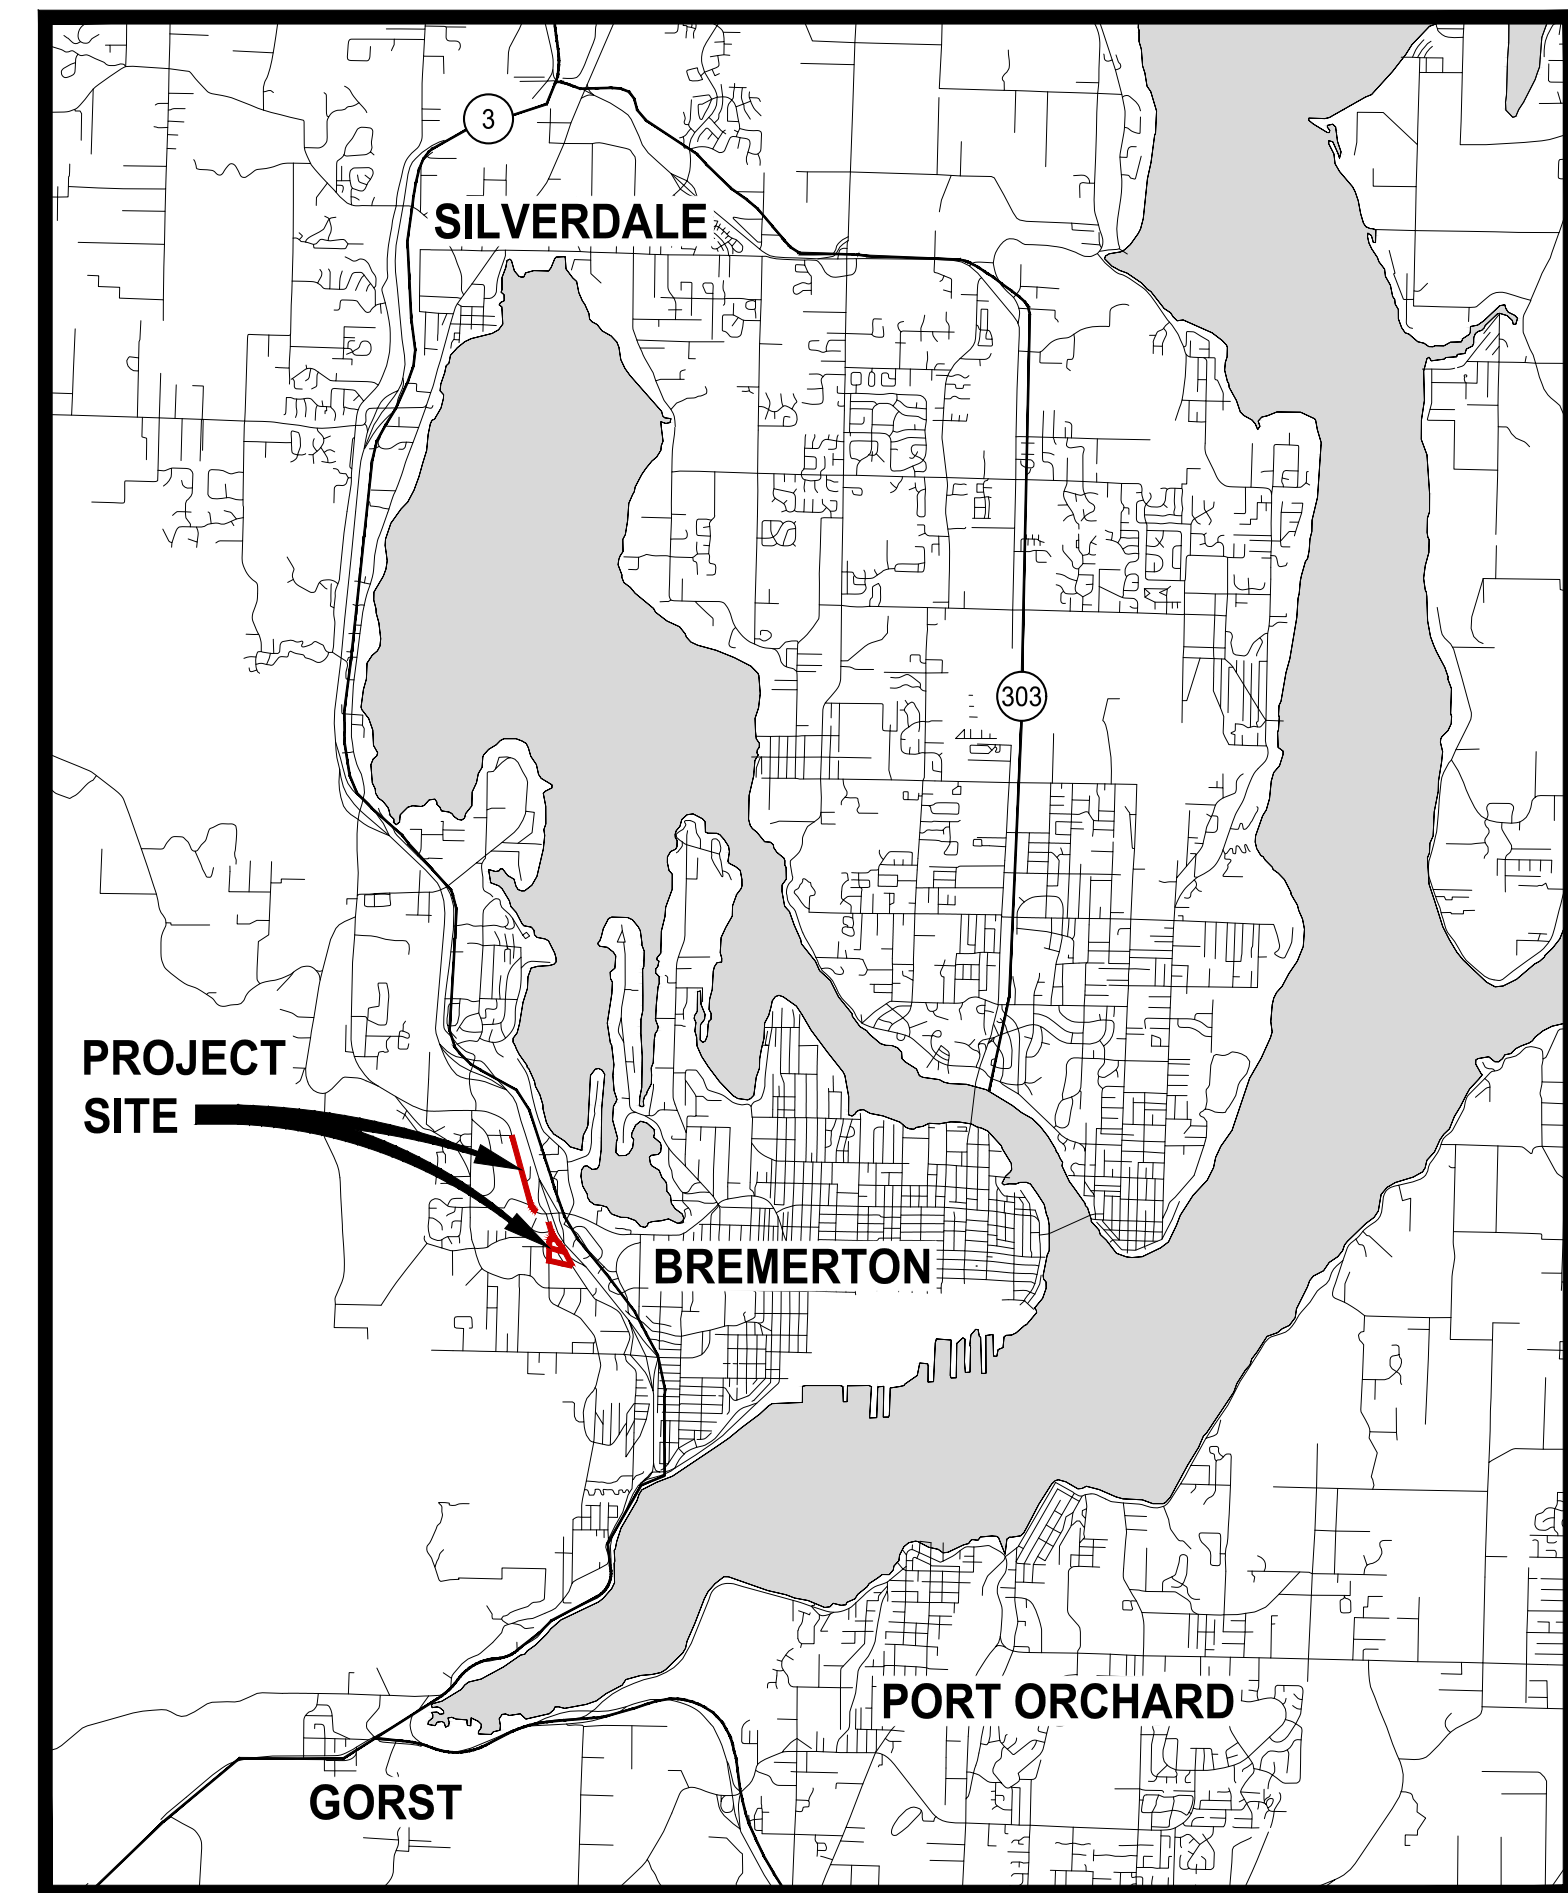 3
SILVERDALE
303
PROJECT
SITE
BREMERTON
PORT ORCHARD
GORST